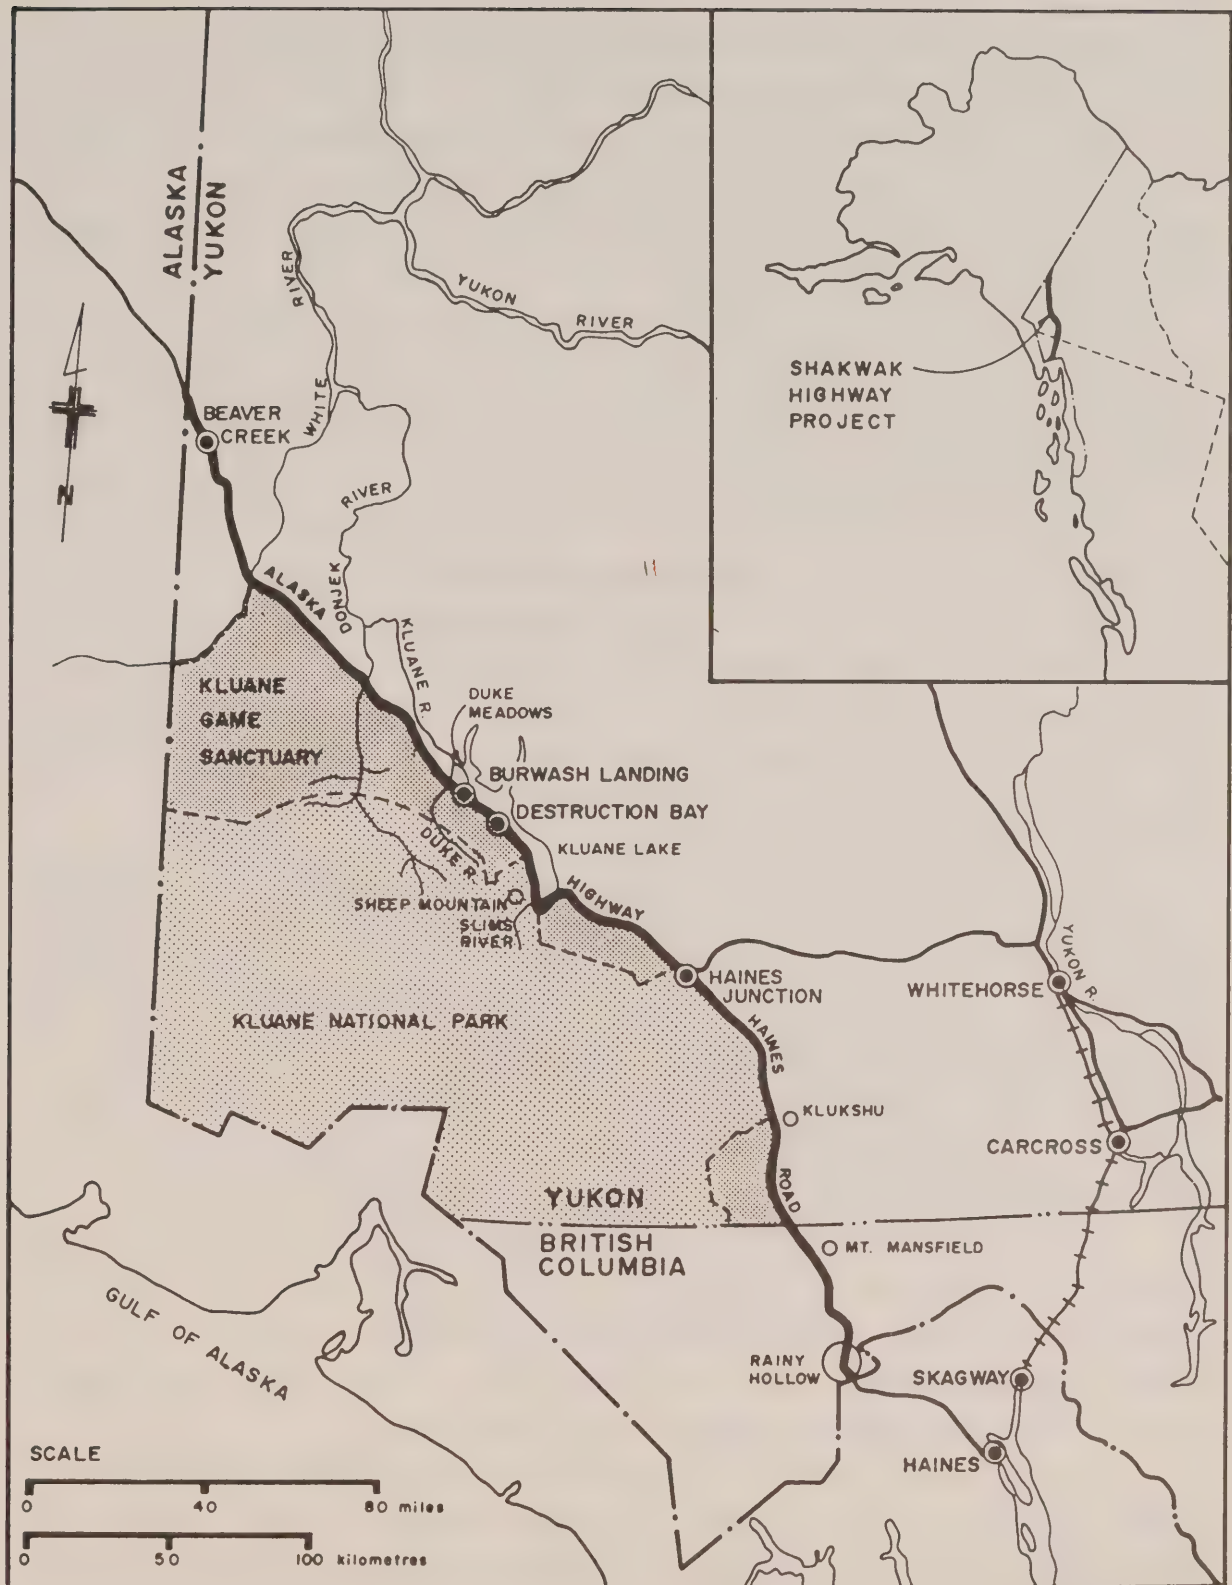 ALASKA
YUKON
RIVER
WHITE
YUKON
RIVER
SHAKWAK
HIGHWAY
PROJECT
BEAVER
CREEK
N
RIVER
DONJEK
ALASKA
KLUANE R.
KLUANE
GAME
SANCTUARY
DUKE
MEADOWS
BURWASH LANDING
DESTRUCTION BAY
DUKE R.
KLUANE LAKE
SHEEP MOUNTAIN
SLIMS
RIVER
HIGHWAY
HAINES
JUNCTION
YUKON R.
WHITEHORSE
KLUANE NATIONAL PARK
HAINES
KLUKSHU
CARCROSS
ROAD
YUKON
BRITISH
COLUMBIA
MT. MANSFIELD
GULF OF ALASKA
RAINY
HOLLOW
SKAGWAY
HAINES
SCALE
0 40 80 miles
0 50 100 kilometres